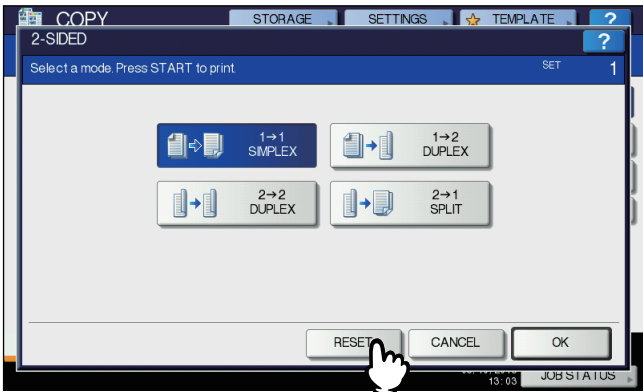 COPY
STORAGE
SETTINGS
TEMPLATE
?
2-SIDED
?
Select a mode. Press START to print.
SET
1
1→1
SIMPLEX
1→2
DUPLEX
2→2
DUPLEX
2→1
SPLIT
RESET
CANCEL
OK
13:03
JOB STATUS